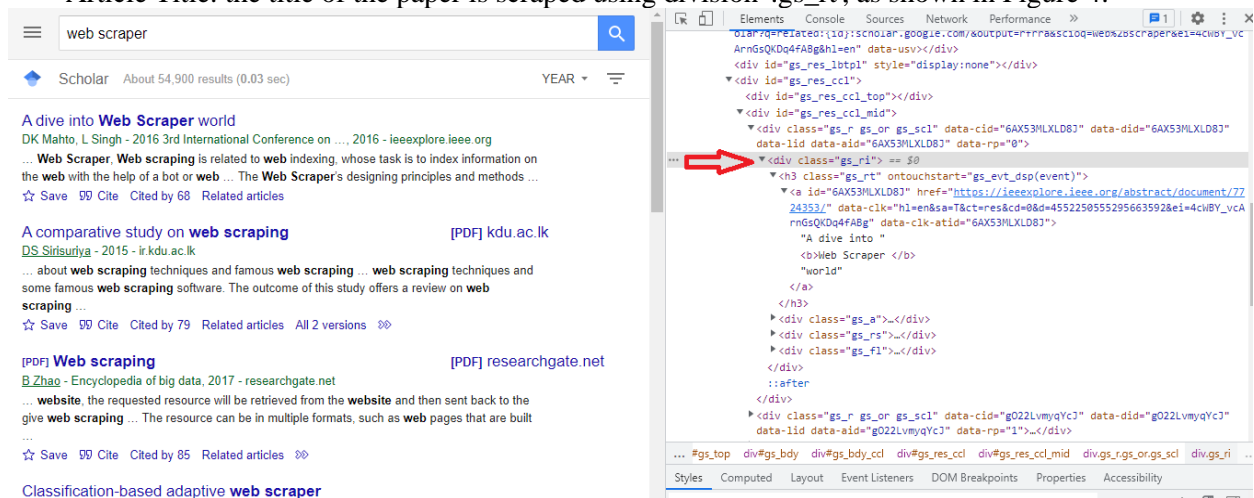 Article Title: the title of the paper is scraped using division '.gs_rt', as shown in Figure 4.
web scraper
Scholar About 54,900 results (0.03 sec) YEAR
A dive into Web Scraper world
DK Mahto, L Singh - 2016 3rd International Conference on …, 2016 - ieeexplore.ieee.org
… Web Scraper, Web scraping is related to web indexing, whose task is to index information on
the web with the help of a bot or web … The Web Scraper's designing principles and methods …
Save Cite Cited by 68 Related articles
A comparative study on web scraping [PDF] kdu.ac.lk
DS Sirisuriya - 2015 - ir.kdu.ac.lk
… about web scraping techniques and famous web scraping … web scraping techniques and
some famous web scraping software. The outcome of this study offers a review on web
scraping …
Save Cite Cited by 79 Related articles All 2 versions
[PDF] Web scraping [PDF] researchgate.net
B Zhao - Encyclopedia of big data, 2017 - researchgate.net
… website, the requested resource will be retrieved from the website and then sent back to the
give web scraping … The resource can be in multiple formats, such as web pages that are built
…
Save Cite Cited by 85 Related articles
Classification-based adaptive web scraper
Elements Console Sources Network Performance » 1
ArnGsQKDq4fABg&hl=en" data-usv></div>
<div id="gs_res_lbtpl" style="display:none"></div>
▼<div id="gs_res_ccl">
<div id="gs_res_ccl_top"></div>
▼<div id="gs_res_ccl_mid">
▼<div class="gs_r gs_or gs_scl" data-cid="6AX53MLXLD8J" data-did="6AX53MLXLD8J"
data-lid data-aid="6AX53MLXLD8J" data-rp="0">
… ▼<div class="gs_ri"> == $0
▼<h3 class="gs_rt" ontouchstart="gs_evt_dsp(event)">
▼<a id="6AX53MLXLD8J" href="https://ieeexplore.ieee.org/abstract/document/77
24353/" data-clk="hl=en&sa=T&ct=res&cd=0&d=4552250555295663592&ei=4cWBY_vcA
rnGsQKDq4fABg" data-clk-atid="6AX53MLXLD8J">
"A dive into "
<b>Web Scraper </b>
"world"
</a>
</h3>
▶<div class="gs_a">…</div>
▶<div class="gs_rs">…</div>
▶<div class="gs_fl">…</div>
</div>
::after
</div>
▶<div class="gs_r gs_or gs_scl" data-cid="gO22LvmyqYcJ" data-did="gO22LvmyqYcJ"
data-lid data-aid="gO22LvmyqYcJ" data-rp="1">…</div>
… #gs_top div#gs_bdy div#gs_bdy_ccl div#gs_res_ccl div#gs_res_ccl_mid div.gs_r.gs_or.gs_scl div.gs_ri …
Styles Computed Layout Event Listeners DOM Breakpoints Properties Accessibility